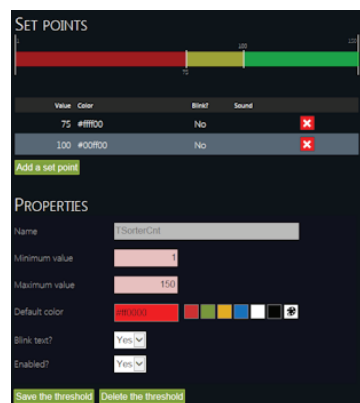 SET POINTS
100
75
Value Color Blink? Sound
75 #ffff00 No
100 #00ff00 No
Add a set point
PROPERTIES
Name TSorterCnt
Minimum value 1
Maximum value 150
Default color #ff0000
Blink text? Yes
Enabled? Yes
Save the threshold Delete the threshold